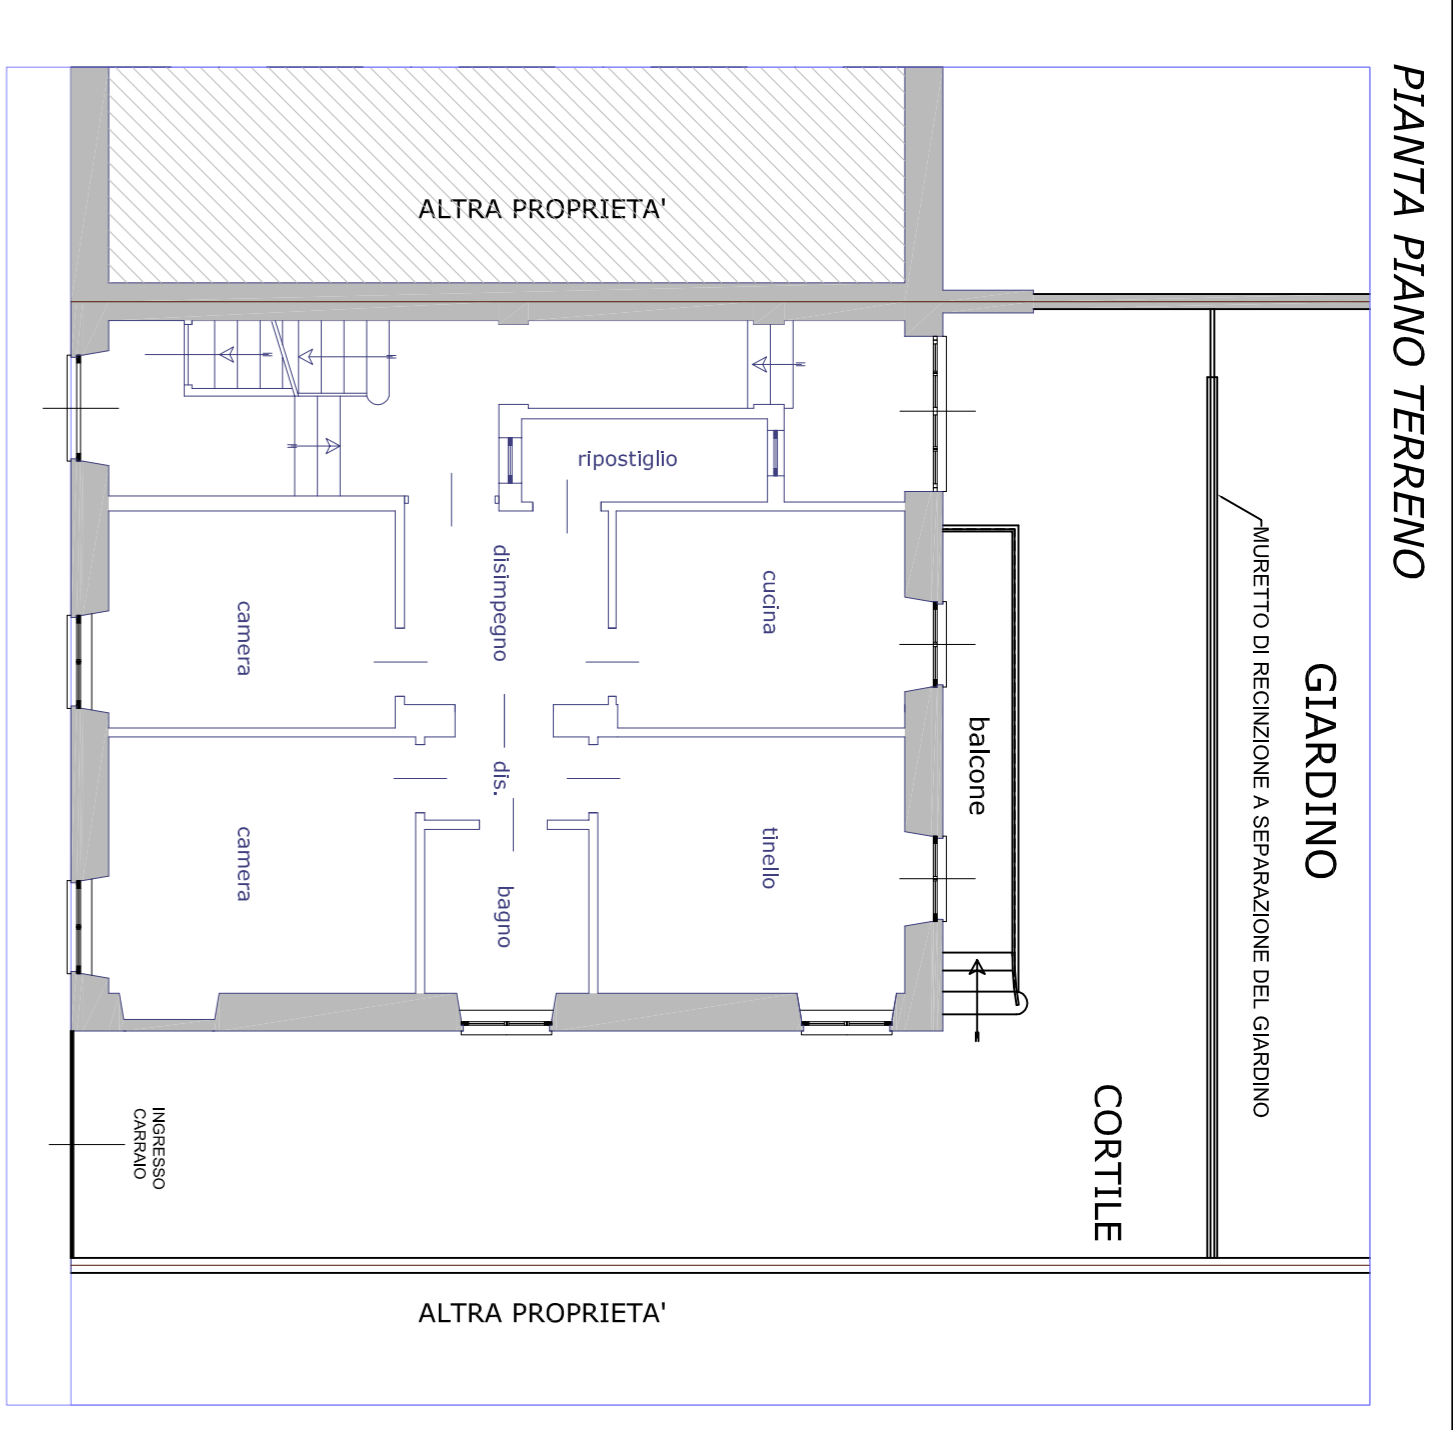 PIANTA PIANO TERRENO
ALTRA PROPRIETA'
ripostiglio
disimpegno
camera
cucina
balcone
GIARDINO
MURETTO DI RECINZIONE A SEPARAZIONE DEL GIARDINO
dis.
camera
bagno
tinello
CORTILE
INGRESSO
CARRAIO
ALTRA PROPRIETA'